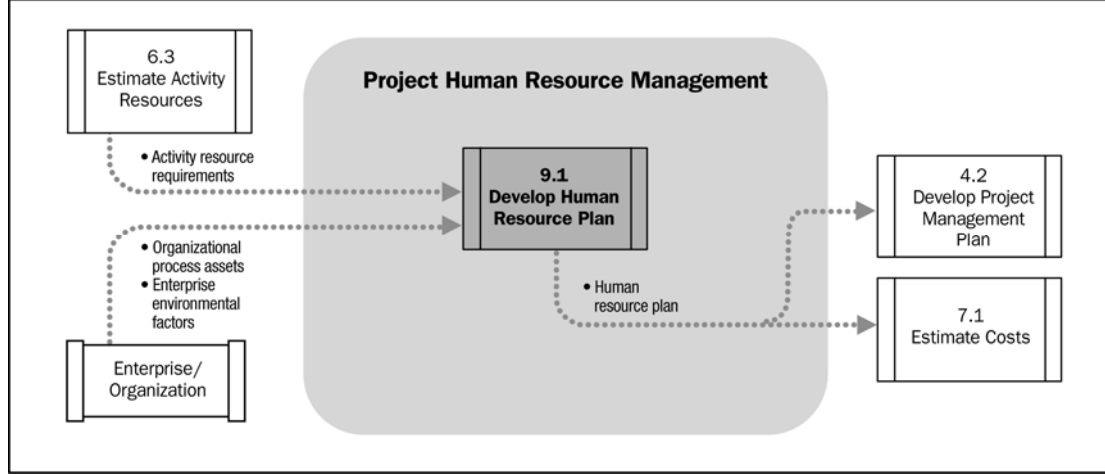 6.3
Estimate Activity
Resources
• Activity resource
requirements
• Organizational
process assets
• Enterprise
environmental
factors
Enterprise/
Organization
Project Human Resource Management
9.1
Develop Human
Resource Plan
• Human
resource plan
4.2
Develop Project
Management
Plan
7.1
Estimate Costs